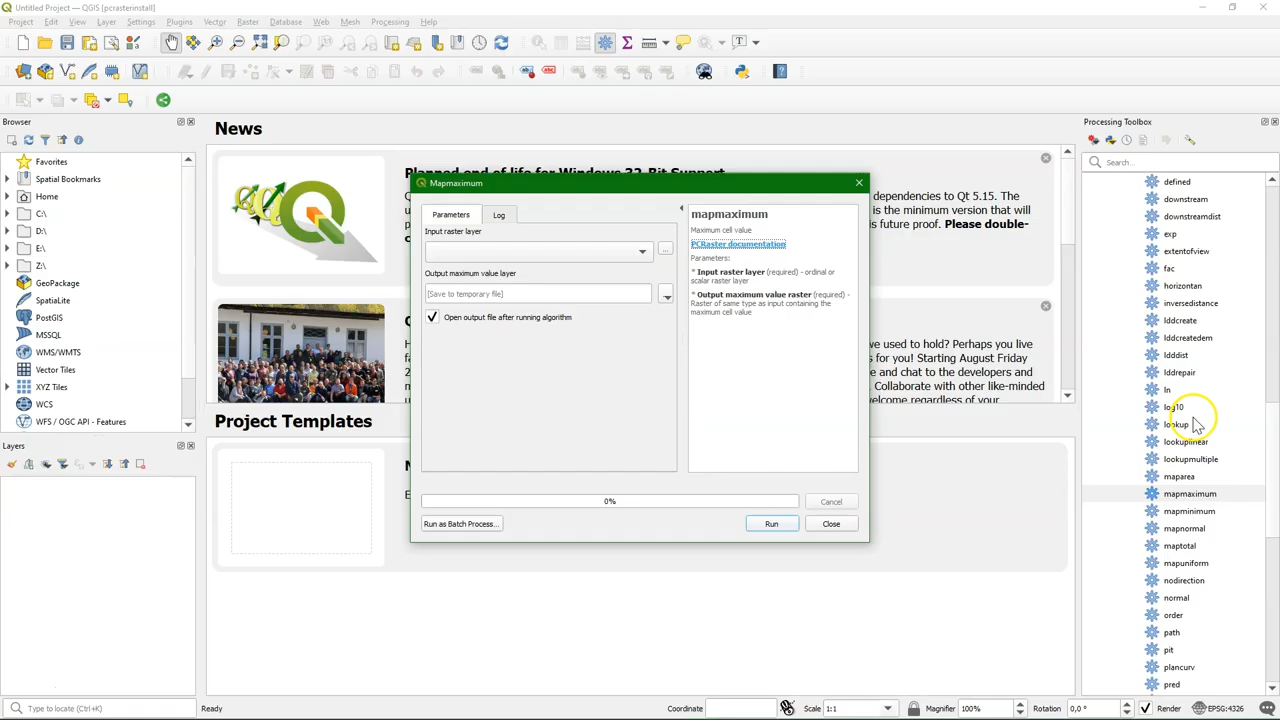 Untitled Project — QGIS [pcrasterinstall]
Project Edit View Layer Settings Plugins Vector Raster Database Web Mesh Processing Help
Browser
Favorites
Spatial Bookmarks
Home
C:\
D:\
E:\
Z:\
GeoPackage
SpatiaLite
PostGIS
MSSQL
WMS/WMTS
Vector Tiles
XYZ Tiles
WCS
WFS / OGC API - Features
Layers
News
Planned end of life for Windows 32-Bit Support
dependencies to Qt 5.15. The
is the minimum version that will
is future proof. Please double-
we used to hold? Perhaps you live
for you! Starting August Friday
and chat to the developers and
Collaborate with other like-minded
welcome regardless of your
Project Templates
Mapmaximum
Parameters
Log
Input raster layer
...
Output maximum value layer
[Save to temporary file]
...
Open output file after running algorithm
mapmaximum
Maximum cell value
PCRaster documentation
Parameters:
* Input raster layer (required) - ordinal or
scalar raster layer
* Output maximum value raster (required) -
Raster of same type as input containing the
maximum cell value
0%
Cancel
Run as Batch Process...
Run
Close
Processing Toolbox
Search...
defined
downstream
downstreamdist
exp
extentofview
fac
horizontan
inversedistance
lddcreate
lddcreatedem
ldddist
lddrepair
ln
log10
lookup
lookuplinear
lookupmultiple
maparea
mapmaximum
mapminimum
mapnormal
maptotal
mapuniform
nodirection
normal
order
path
pit
plancurv
pred
Type to locate (Ctrl+K)
Ready
Coordinate
Scale 1:1
Magnifier 100%
Rotation 0,0 °
Render
EPSG:4326